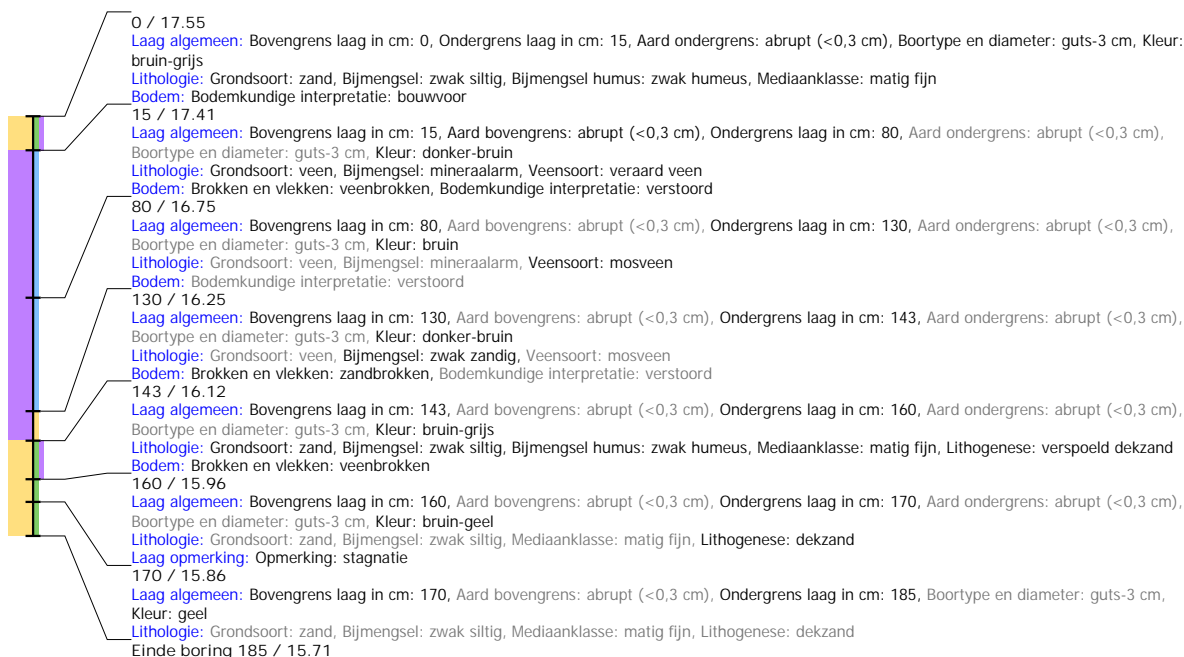 0 / 17.55
Laag algemeen: Bovengrens laag in cm: 0, Ondergrens laag in cm: 15, Aard ondergrens: abrupt (<0,3 cm), Boortype en diameter: guts-3 cm, Kleur:
bruin-grijs
Lithologie: Grondsoort: zand, Bijmengsel: zwak siltig, Bijmengsel humus: zwak humeus, Mediaanklasse: matig fijn
Bodem: Bodemkundige interpretatie: bouwvoor
15 / 17.41
Laag algemeen: Bovengrens laag in cm: 15, Aard bovengrens: abrupt (<0,3 cm), Ondergrens laag in cm: 80, Aard ondergrens: abrupt (<0,3 cm),
Boortype en diameter: guts-3 cm, Kleur: donker-bruin
Lithologie: Grondsoort: veen, Bijmengsel: mineraalarm, Veensoort: veraard veen
Bodem: Brokken en vlekken: veenbrokken, Bodemkundige interpretatie: verstoord
80 / 16.75
Laag algemeen: Bovengrens laag in cm: 80, Aard bovengrens: abrupt (<0,3 cm), Ondergrens laag in cm: 130, Aard ondergrens: abrupt (<0,3 cm),
Boortype en diameter: guts-3 cm, Kleur: bruin
Lithologie: Grondsoort: veen, Bijmengsel: mineraalarm, Veensoort: mosveen
Bodem: Bodemkundige interpretatie: verstoord
130 / 16.25
Laag algemeen: Bovengrens laag in cm: 130, Aard bovengrens: abrupt (<0,3 cm), Ondergrens laag in cm: 143, Aard ondergrens: abrupt (<0,3 cm),
Boortype en diameter: guts-3 cm, Kleur: donker-bruin
Lithologie: Grondsoort: veen, Bijmengsel: zwak zandig, Veensoort: mosveen
Bodem: Brokken en vlekken: zandbrokken, Bodemkundige interpretatie: verstoord
143 / 16.12
Laag algemeen: Bovengrens laag in cm: 143, Aard bovengrens: abrupt (<0,3 cm), Ondergrens laag in cm: 160, Aard ondergrens: abrupt (<0,3 cm),
Boortype en diameter: guts-3 cm, Kleur: bruin-grijs
Lithologie: Grondsoort: zand, Bijmengsel: zwak siltig, Bijmengsel humus: zwak humeus, Mediaanklasse: matig fijn, Lithogenese: verspoeld dekzand
Bodem: Brokken en vlekken: veenbrokken
160 / 15.96
Laag algemeen: Bovengrens laag in cm: 160, Aard bovengrens: abrupt (<0,3 cm), Ondergrens laag in cm: 170, Aard ondergrens: abrupt (<0,3 cm),
Boortype en diameter: guts-3 cm, Kleur: bruin-geel
Lithologie: Grondsoort: zand, Bijmengsel: zwak siltig, Mediaanklasse: matig fijn, Lithogenese: dekzand
Laag opmerking: Opmerking: stagnatie
170 / 15.86
Laag algemeen: Bovengrens laag in cm: 170, Aard bovengrens: abrupt (<0,3 cm), Ondergrens laag in cm: 185, Boortype en diameter: guts-3 cm,
Kleur: geel
Lithologie: Grondsoort: zand, Bijmengsel: zwak siltig, Mediaanklasse: matig fijn, Lithogenese: dekzand
Einde boring 185 / 15.71